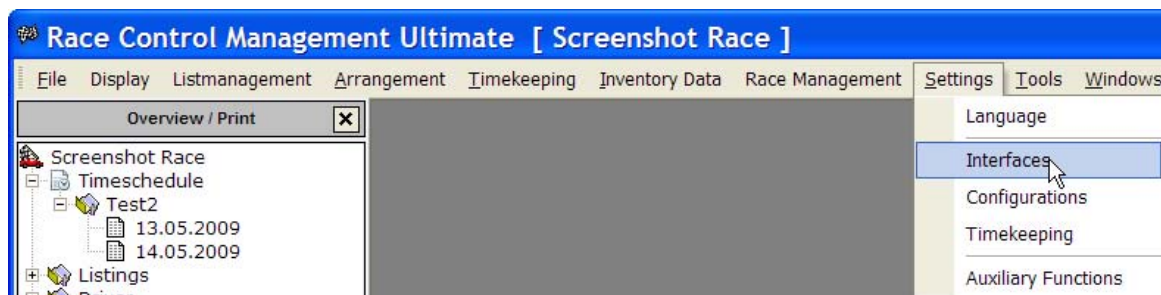 Race Control Management Ultimate [ Screenshot Race ]
File Display Listmanagement Arrangement Timekeeping Inventory Data Race Management Settings Tools Windows
Overview / Print
Screenshot Race
Timeschedule
Test2
13.05.2009
14.05.2009
Listings
Language
Interfaces
Configurations
Timekeeping
Auxiliary Functions